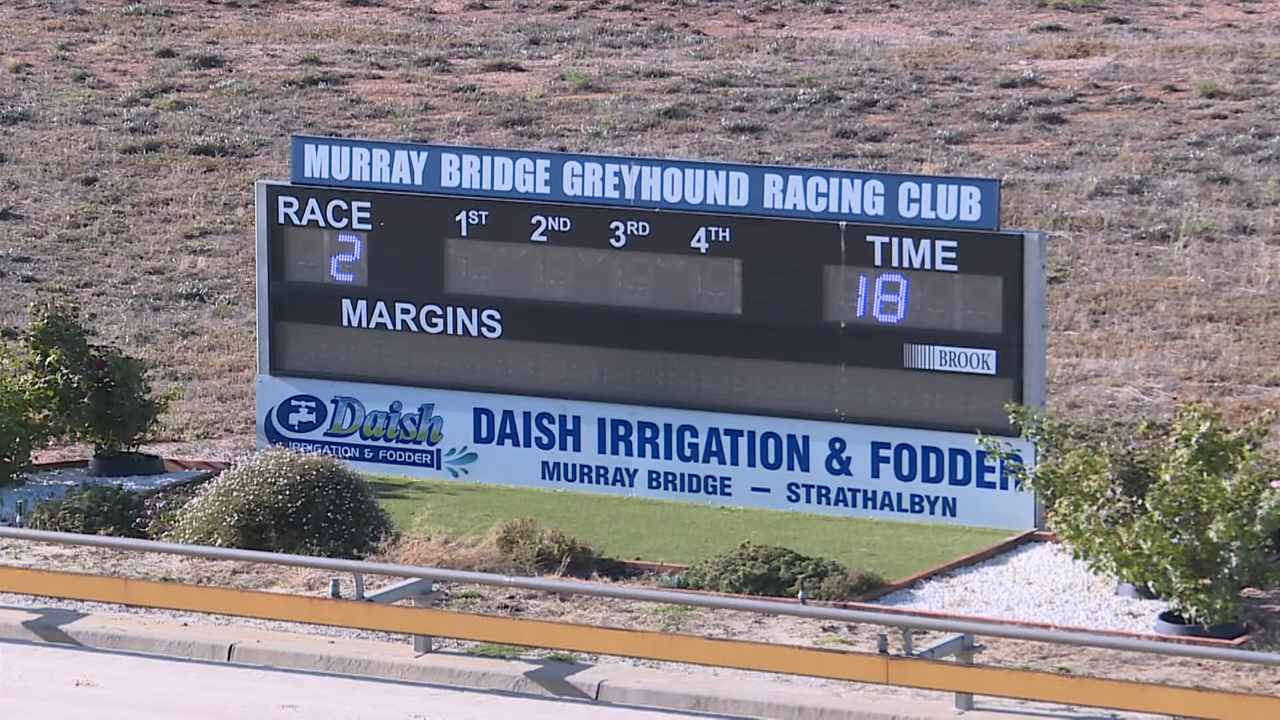 MURRAY BRIDGE GREYHOUND RACING CLUB
RACE 1ST 2ND 3RD 4TH TIME
2 18
MARGINS
BROOK
Daish
IRRIGATION & FODDER
DAISH IRRIGATION & FODDER
MURRAY BRIDGE – STRATHALBYN